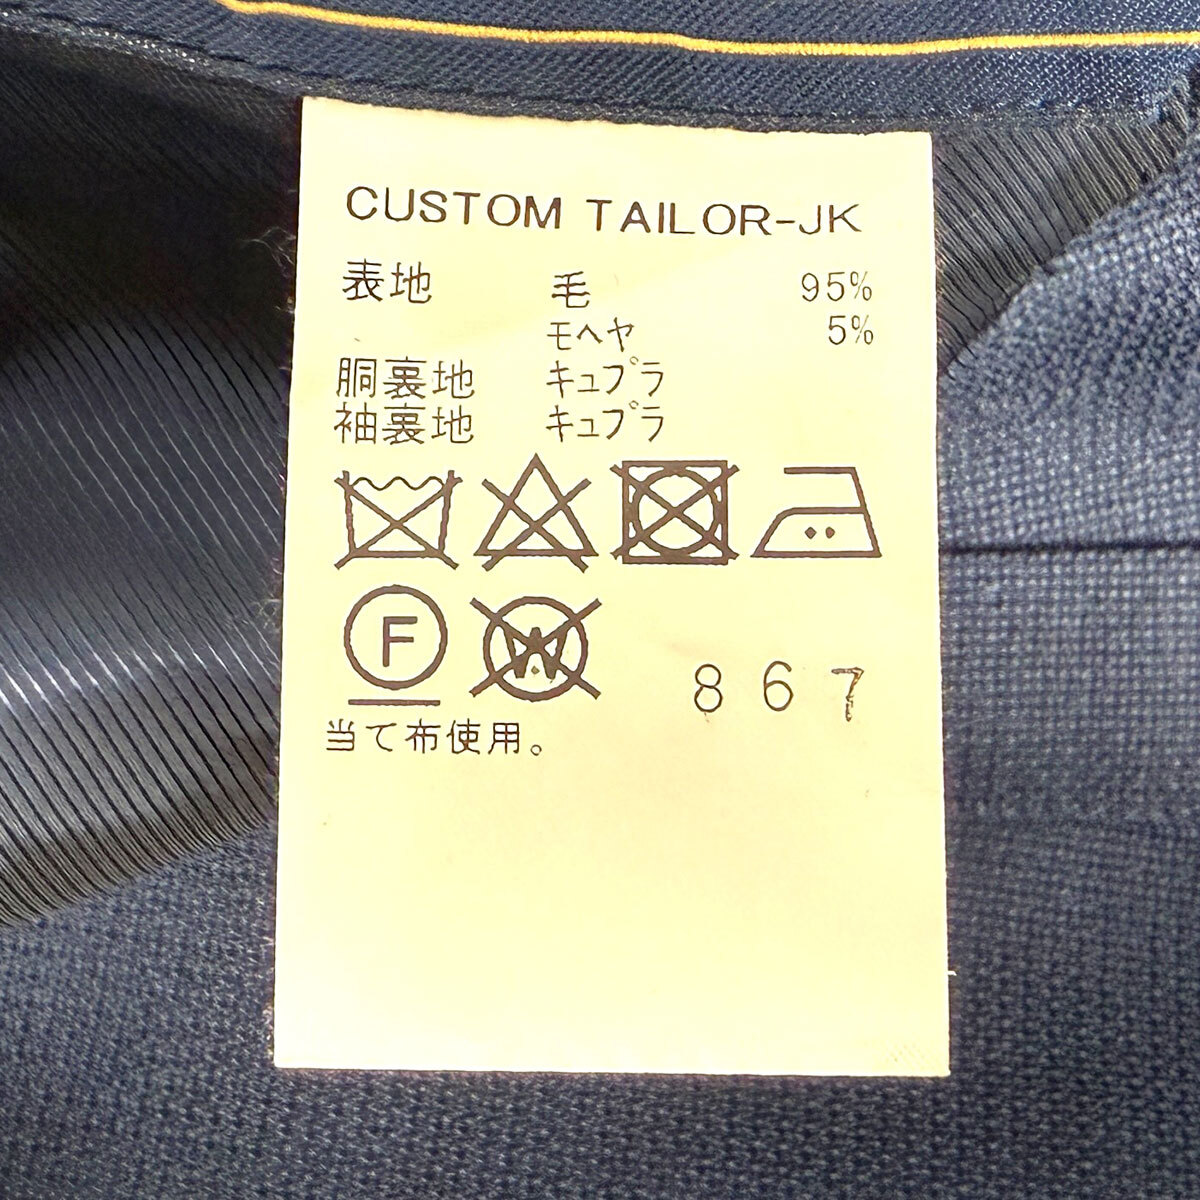 CUSTOM TAILOR-JK
表地 毛 95%
モヘヤ 5%
胴裏地 キュプラ
袖裏地 キュプラ
F W
867
当て布使用。